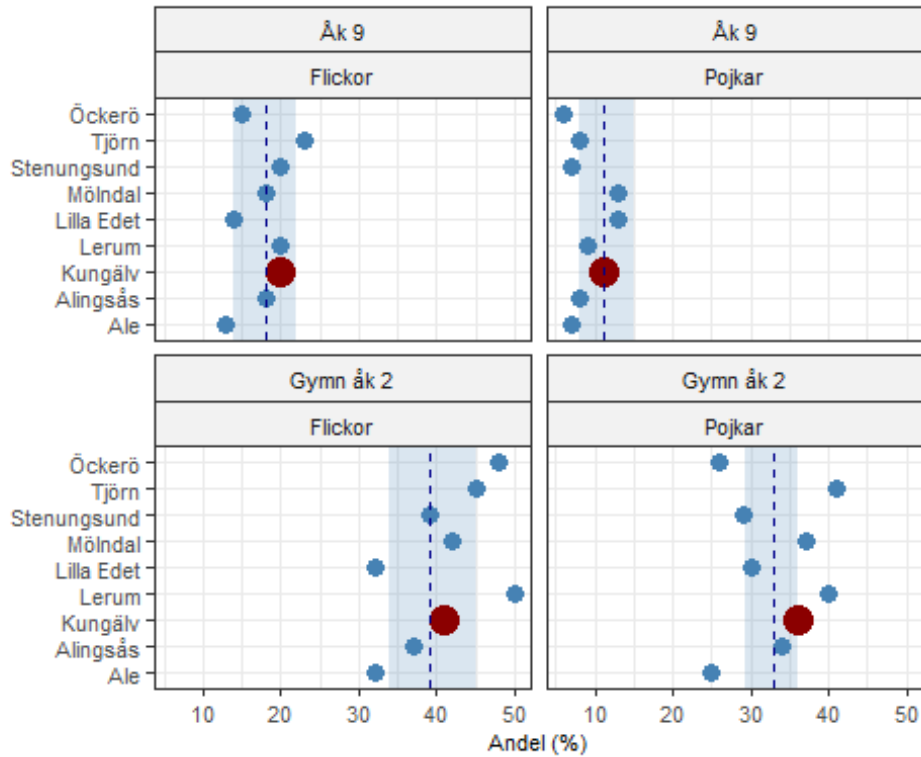 Åk 9
Åk 9
Flickor
Pojkar
Öckerö
Tjörn
Stenungsund
Mölndal
Lilla Edet
Lerum
Kungälv
Alingsås
Ale
Gymn åk 2
Gymn åk 2
Flickor
Pojkar
Öckerö
Tjörn
Stenungsund
Mölndal
Lilla Edet
Lerum
Kungälv
Alingsås
Ale
10 20 30 40 50 10 20 30 40 50
Andel (%)